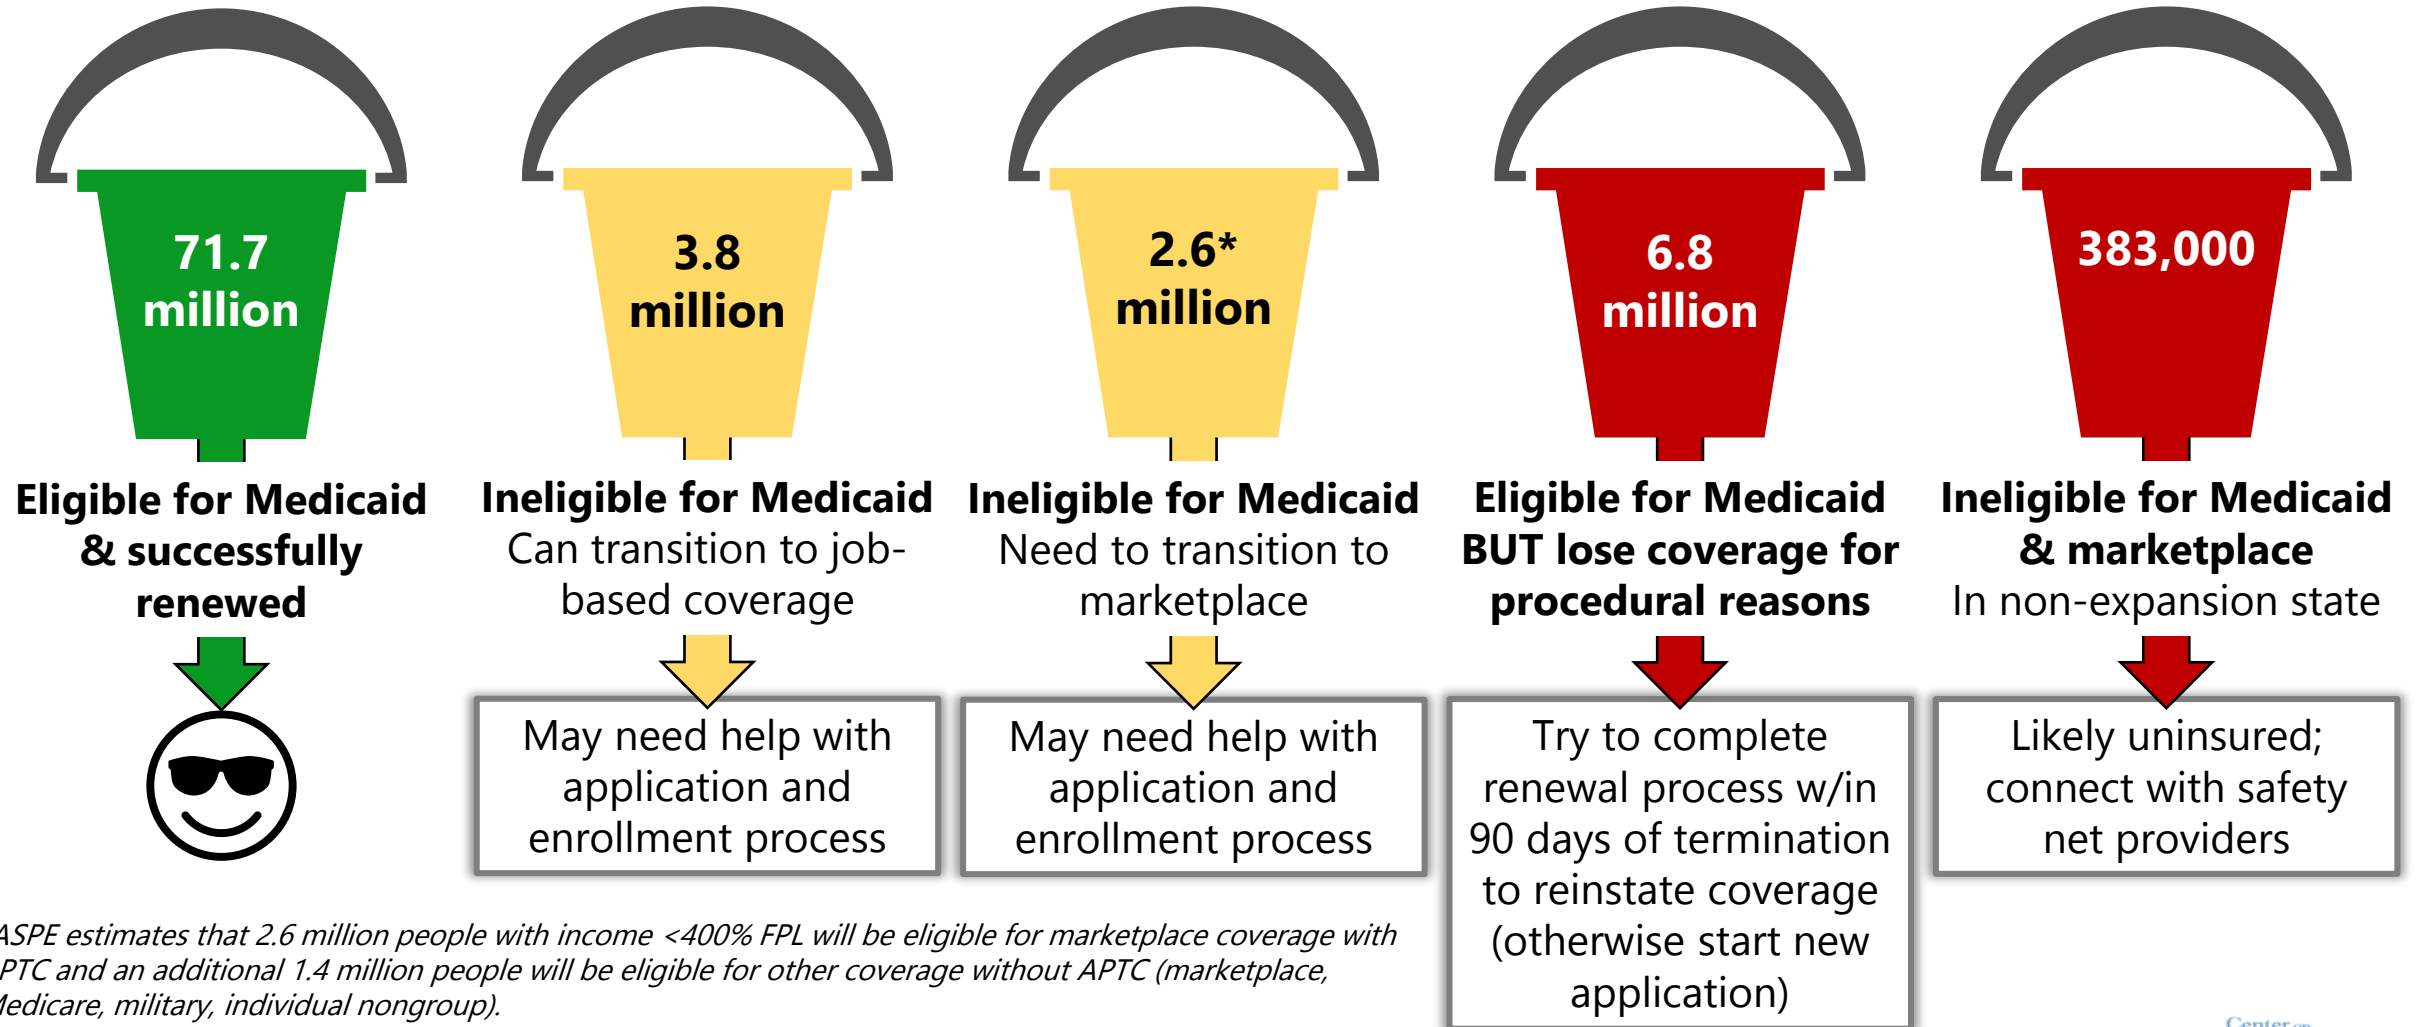 71.7
million
Eligible for Medicaid
& successfully
renewed
3.8
million
Ineligible for Medicaid
Can transition to job-
based coverage
May need help with
application and
enrollment process
2.6*
million
Ineligible for Medicaid
Need to transition to
marketplace
May need help with
application and
enrollment process
6.8
million
Eligible for Medicaid
BUT lose coverage for
procedural reasons
Try to complete
renewal process w/in
90 days of termination
to reinstate coverage
(otherwise start new
application)
383,000
Ineligible for Medicaid
& marketplace
In non-expansion state
Likely uninsured;
connect with safety
net providers
ASPE estimates that 2.6 million people with income <400% FPL will be eligible for marketplace coverage with
PTC and an additional 1.4 million people will be eligible for other coverage without APTC (marketplace,
Medicare, military, individual nongroup).
Center on